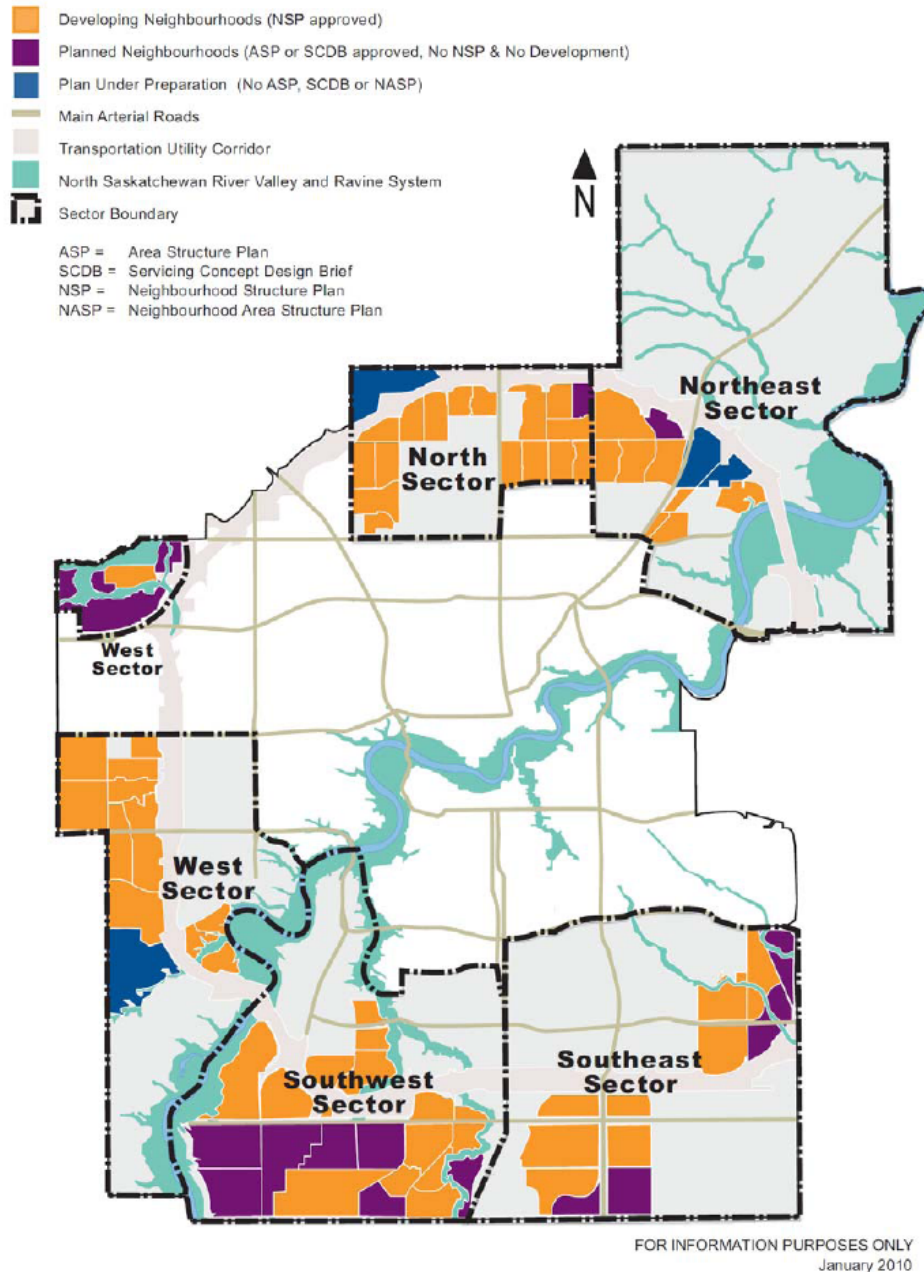 Developing Neighbourhoods (NSP approved)
Planned Neighbourhoods (ASP or SCDB approved, No NSP & No Development)
Plan Under Preparation (No ASP, SCDB or NASP)
Main Arterial Roads
Transportation Utility Corridor
North Saskatchewan River Valley and Ravine System
Sector Boundary
ASP = Area Structure Plan
SCDB = Servicing Concept Design Brief
NSP = Neighbourhood Structure Plan
NASP = Neighbourhood Area Structure Plan
N
Northeast
Sector
North
Sector
West
Sector
West
Sector
Southwest
Sector
Southeast
Sector
FOR INFORMATION PURPOSES ONLY
January 2010